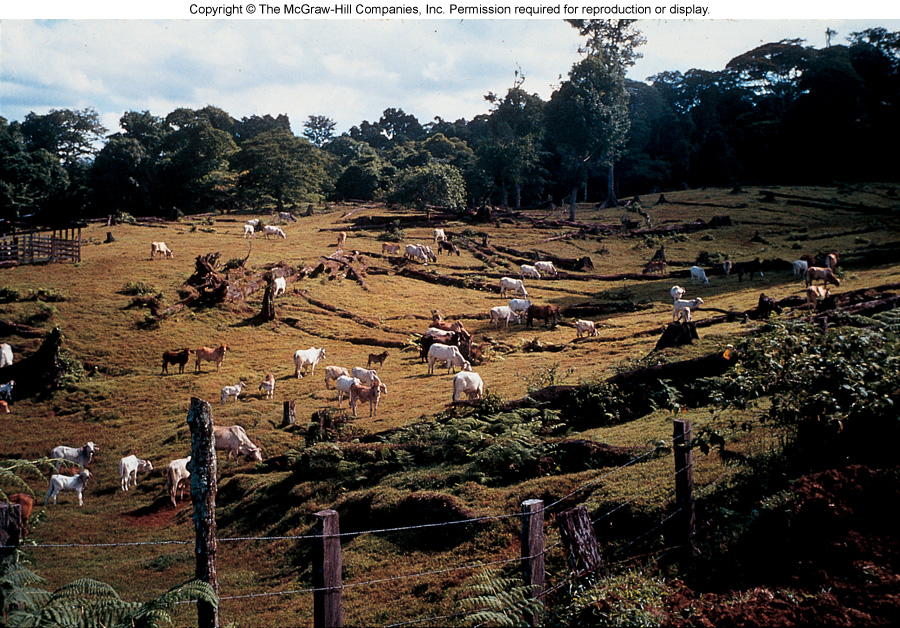 Copyright © The McGraw-Hill Companies, Inc. Permission required for reproduction or display.